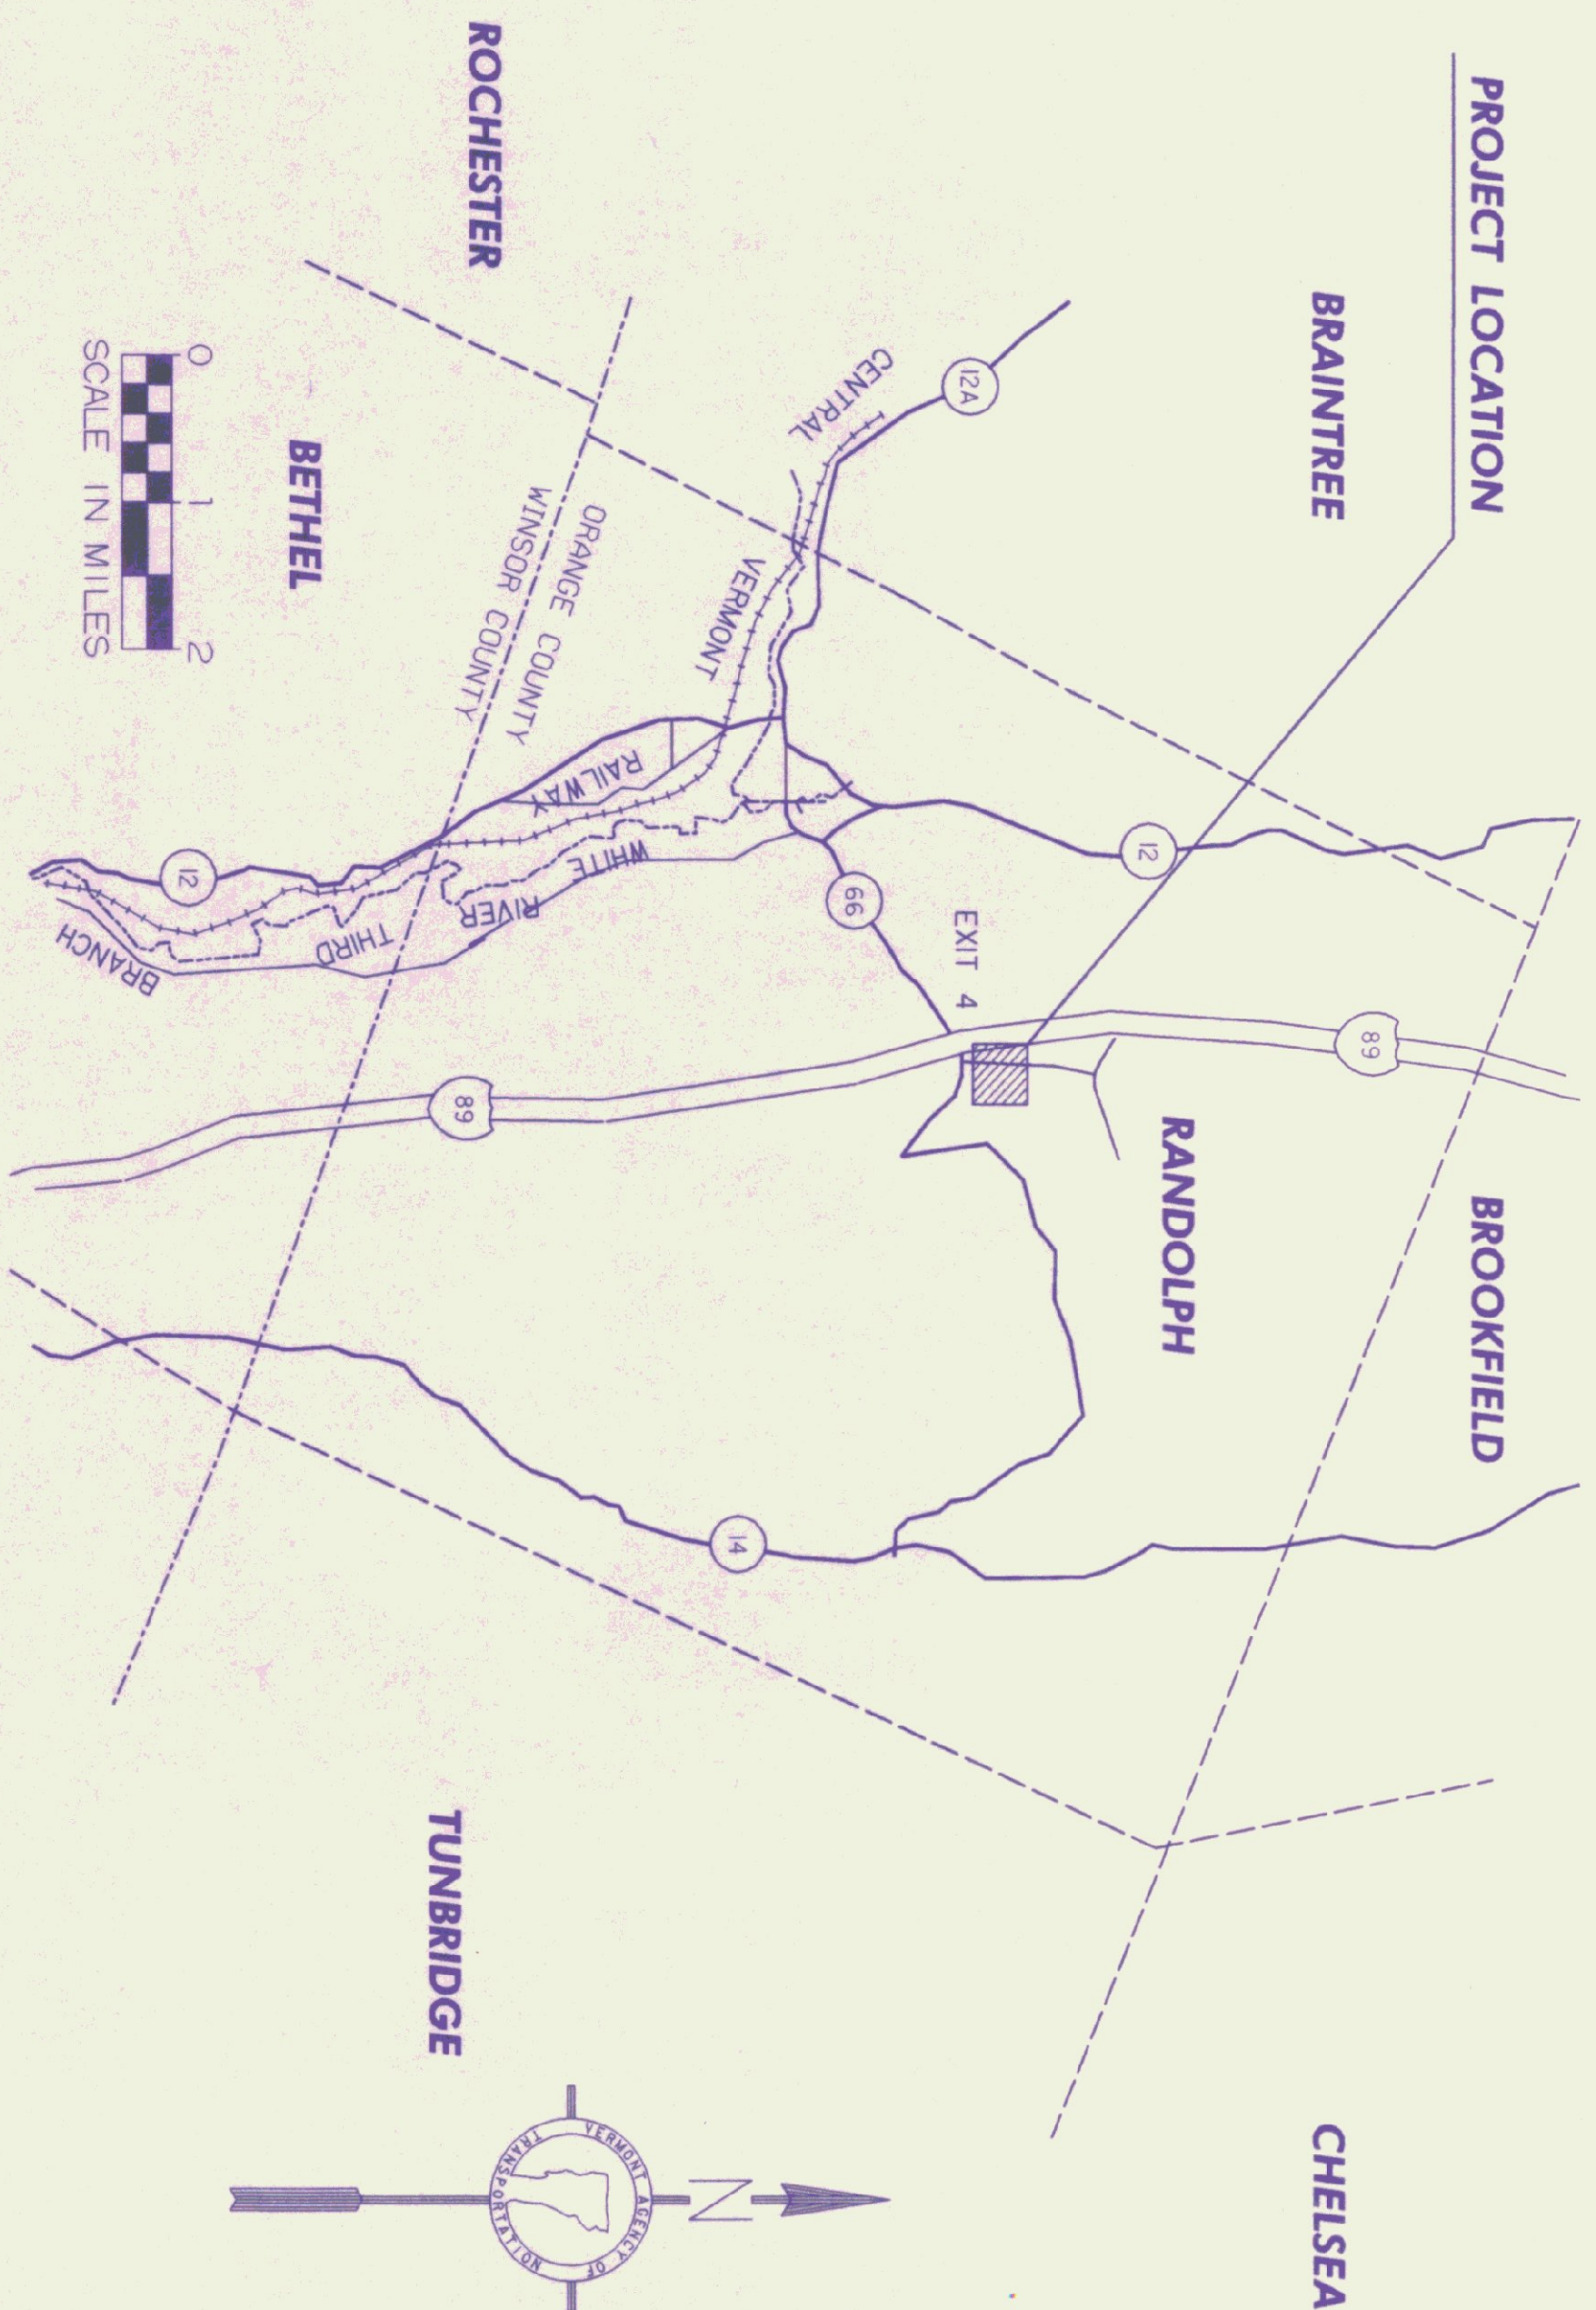 PROJECT LOCATION
BRAINTREE
BROOKFIELD
CHELSEA
RANDOLPH
ROCHESTER
BETHEL
TUNBRIDGE
12A
CENTRAL
VERMONT
RAILWAY
ORANGE COUNTY
WINSOR COUNTY
12
66
EXIT 4
89
WHITE
RIVER
THIRD
BRANCH
12
89
14
N
VERMONT AGENCY OF
TRANSPORTATION
0 1 2
SCALE IN MILES